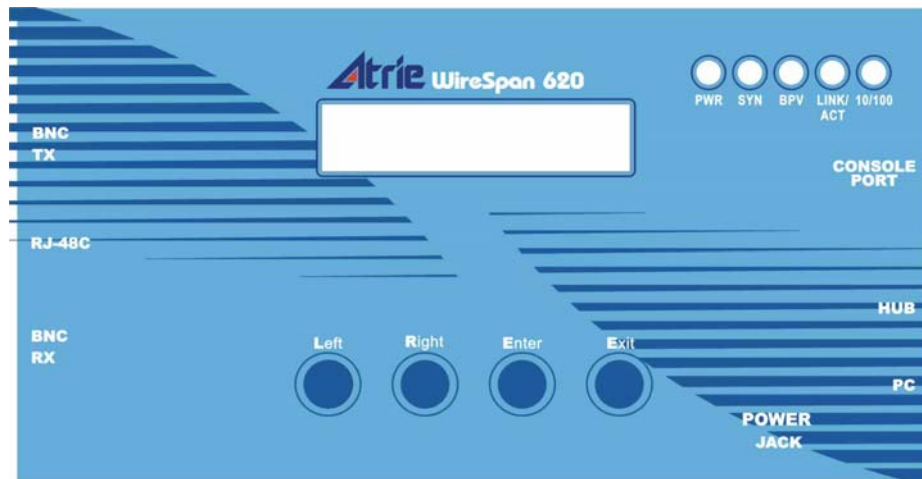 Atrie WireSpan 620
PWR SYN BPV LINK/ 10/100
ACT
BNC
TX
CONSOLE
PORT
RJ-48C
HUB
BNC
RX
Left Right Enter Exit
PC
POWER
JACK